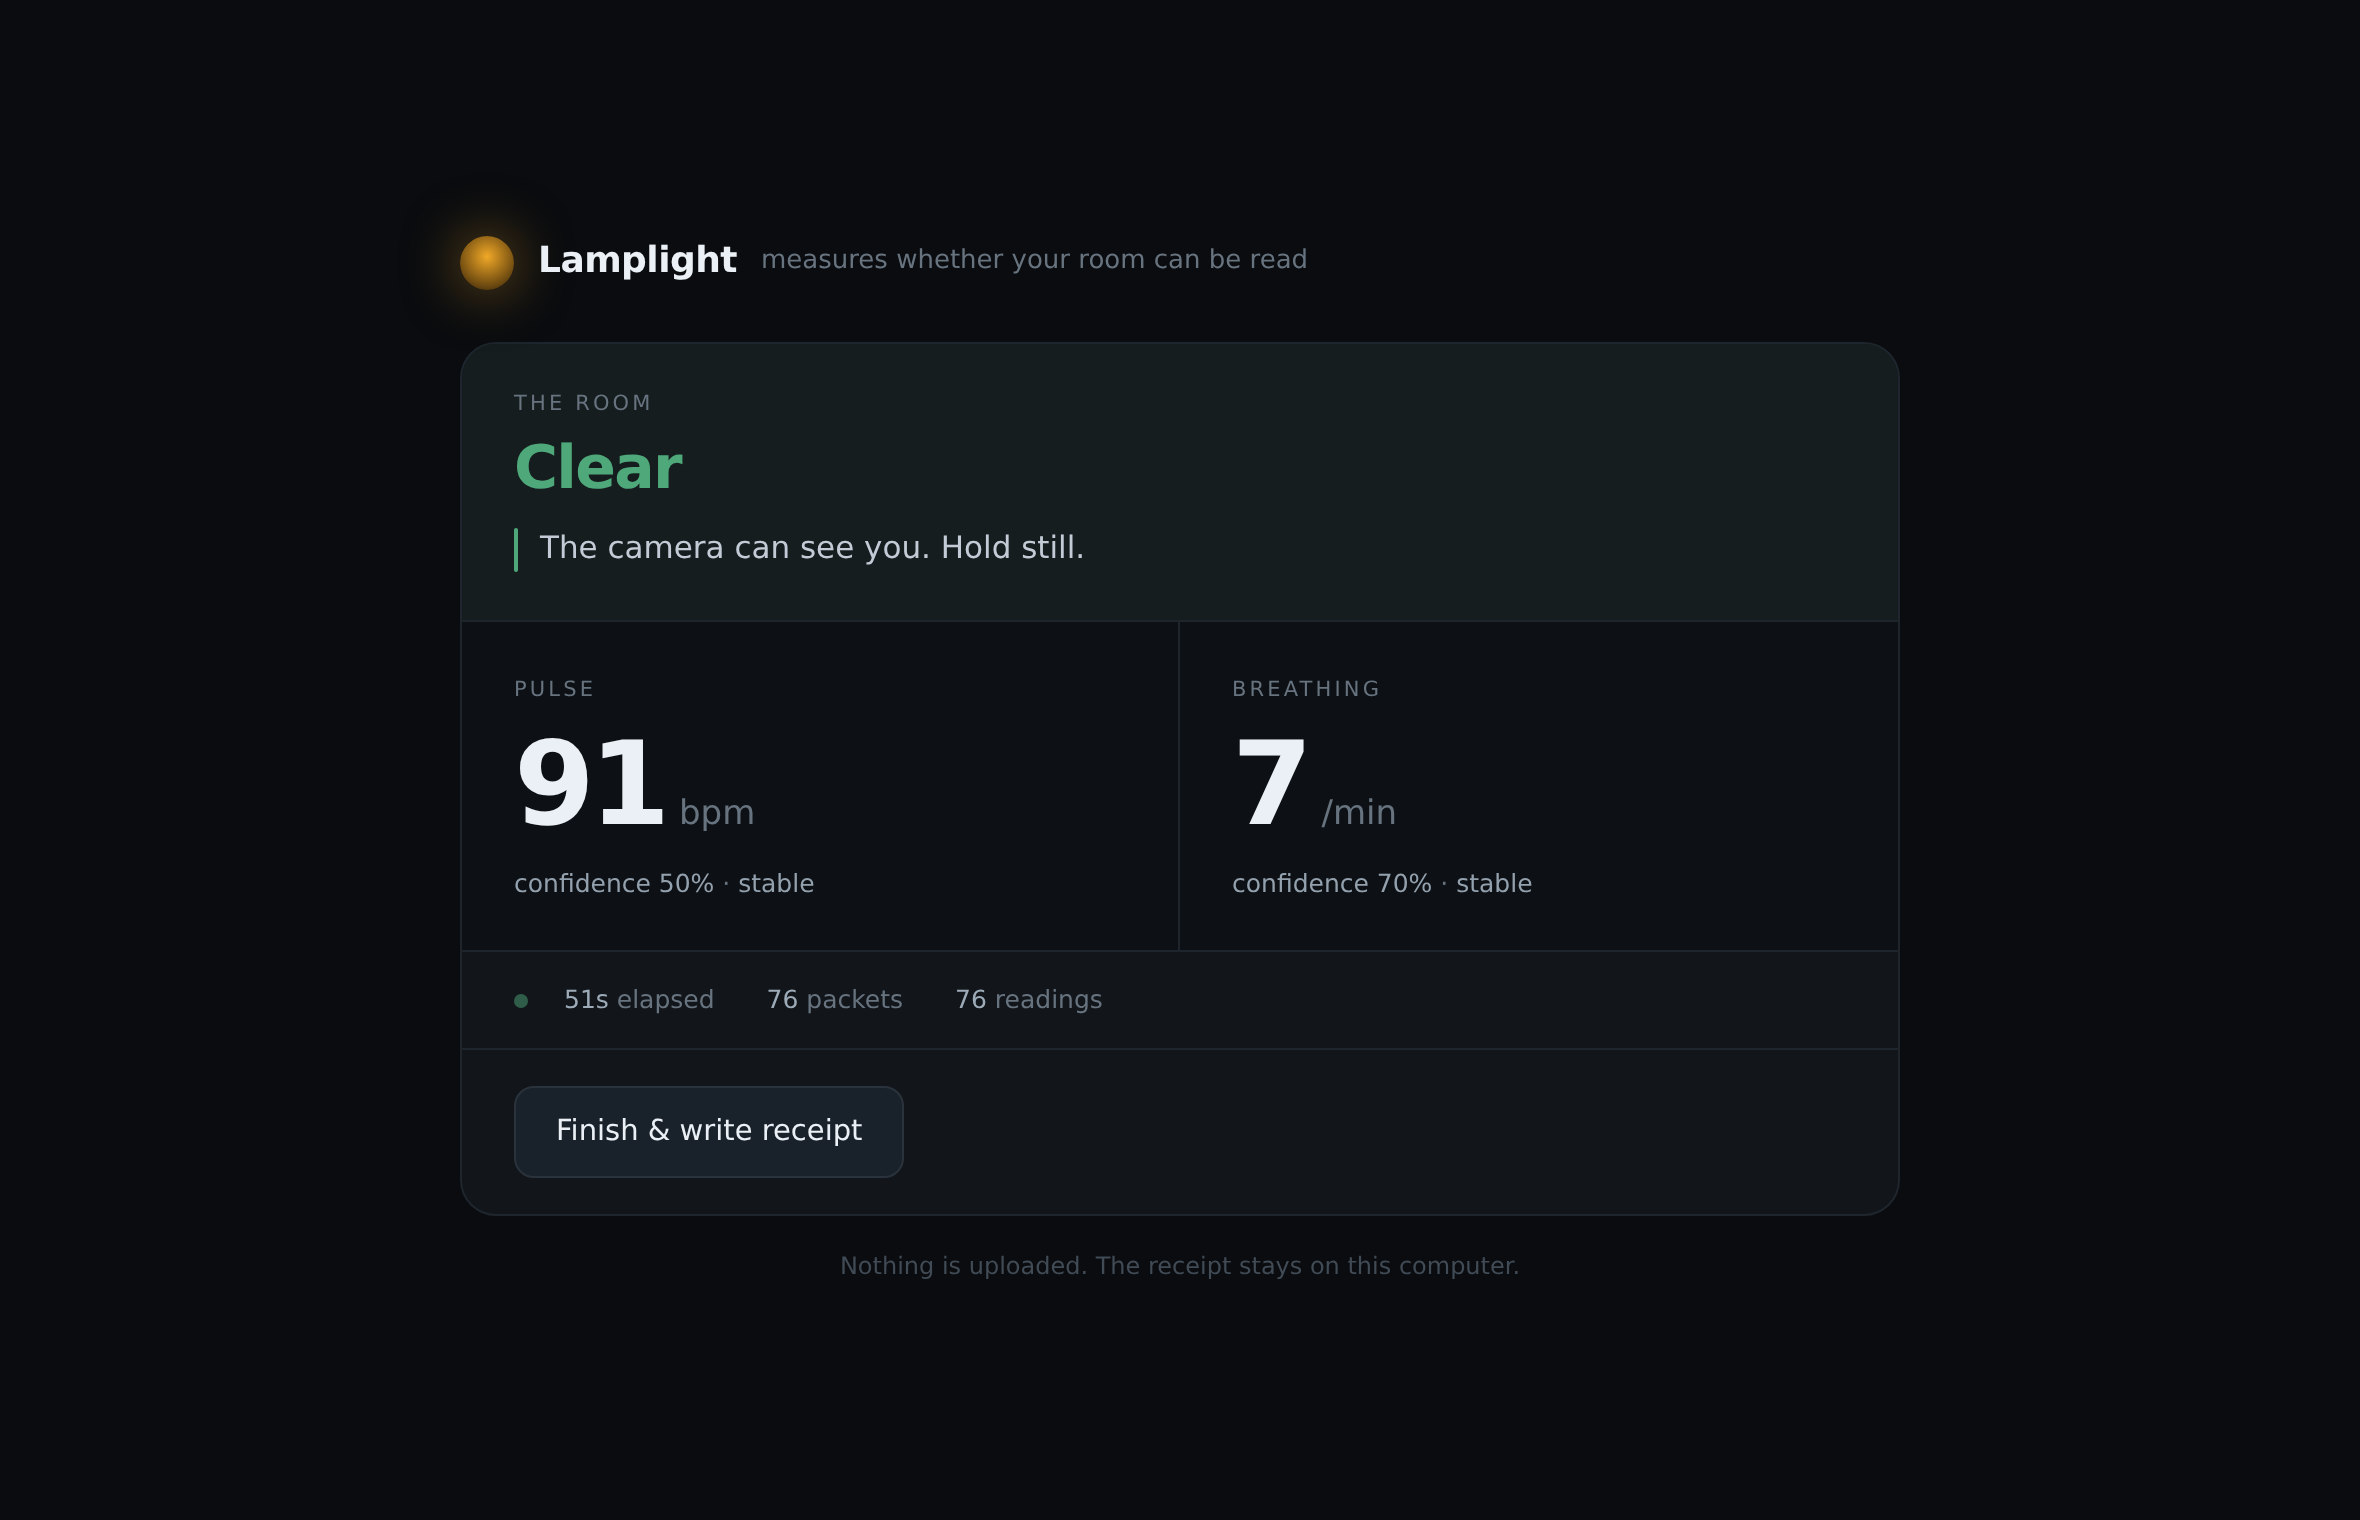 Lamplight measures whether your room can be read
THE ROOM
Clear
The camera can see you. Hold still.
PULSE
91 bpm
confidence 50% · stable
BREATHING
7 /min
confidence 70% · stable
51s elapsed 76 packets 76 readings
Finish & write receipt
Nothing is uploaded. The receipt stays on this computer.